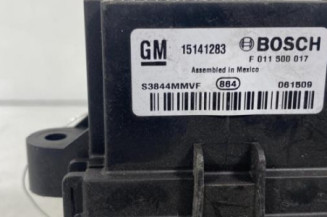 GM 15141283 BOSCH
F 011 500 017
Assembled in Mexico
S3844MMVF 864 061509